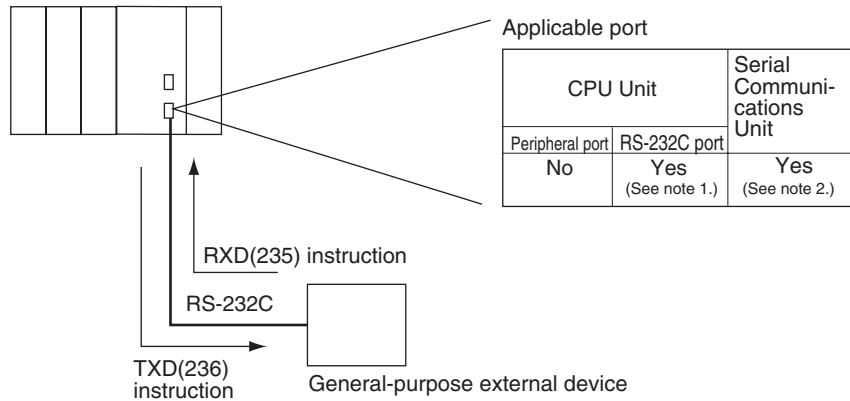 Applicable port
CPU Unit
Serial
Communi-
cations
Unit
Peripheral port
RS-232C port
No
Yes
(See note 1.)
Yes
(See note 2.)
RXD(235) instruction
RS-232C
TXD(236)
instruction
General-purpose external device